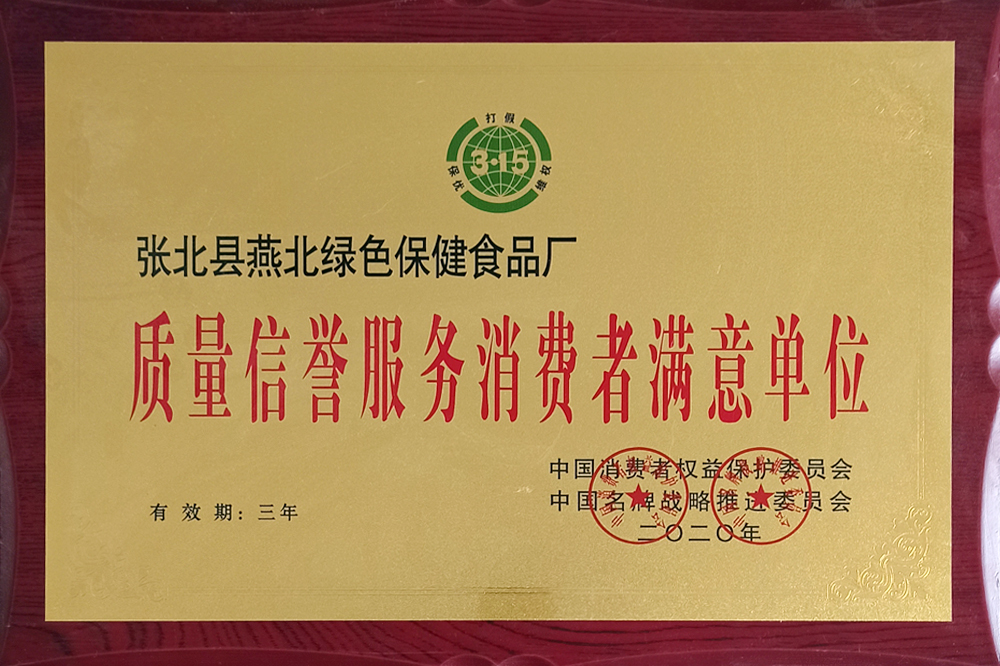 打假
3·15
保优
维权
张北县燕北绿色保健食品厂
质量信誉服务消费者满意单位
中国消费者权益保护委员会
中国名牌战略推进委员会
有效期：三年
二〇二〇年